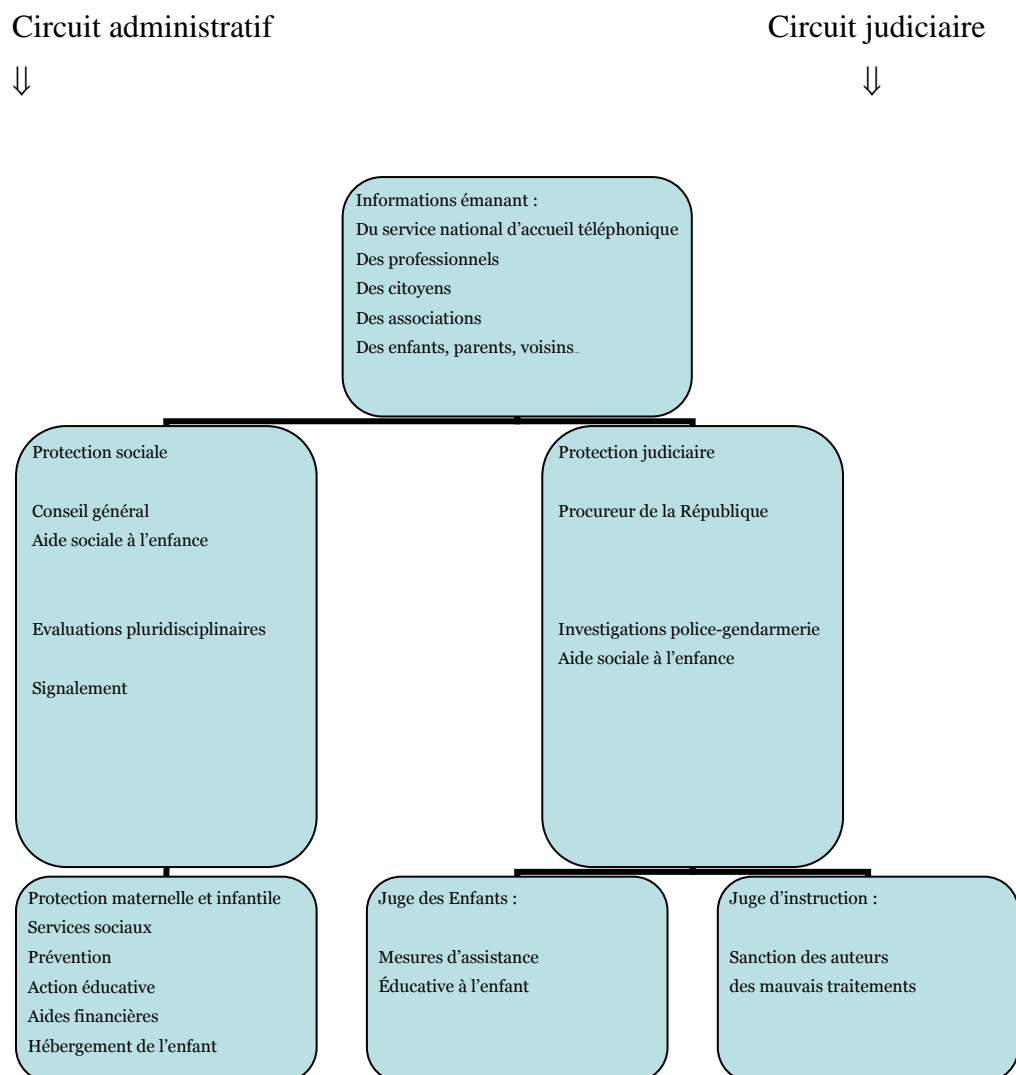 Circuit administratif
Circuit judiciaire
⇓
⇓
Informations émanant :
Du service national d’accueil téléphonique
Des professionnels
Des citoyens
Des associations
Des enfants, parents, voisins…
Protection sociale
Conseil général
Aide sociale à l’enfance
Evaluations pluridisciplinaires
Signalement
Protection judiciaire
Procureur de la République
Investigations police-gendarmerie
Aide sociale à l’enfance
Protection maternelle et infantile
Services sociaux
Prévention
Action éducative
Aides financières
Hébergement de l’enfant
Juge des Enfants :
Mesures d’assistance
Éducative à l’enfant
Juge d’instruction :
Sanction des auteurs
des mauvais traitements